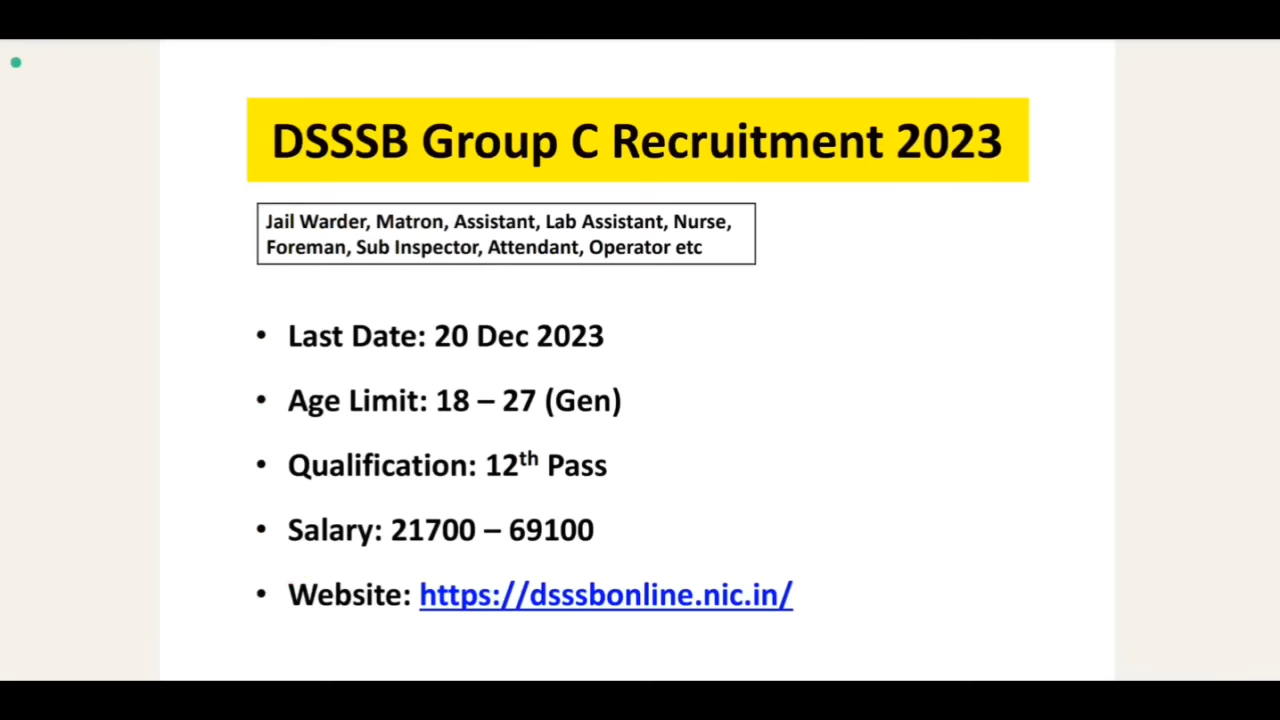 DSSSB Group C Recruitment 2023
Jail Warder, Matron, Assistant, Lab Assistant, Nurse,
Foreman, Sub Inspector, Attendant, Operator etc
• Last Date: 20 Dec 2023
• Age Limit: 18 – 27 (Gen)
• Qualification: 12th Pass
• Salary: 21700 – 69100
• Website: https://dsssbonline.nic.in/